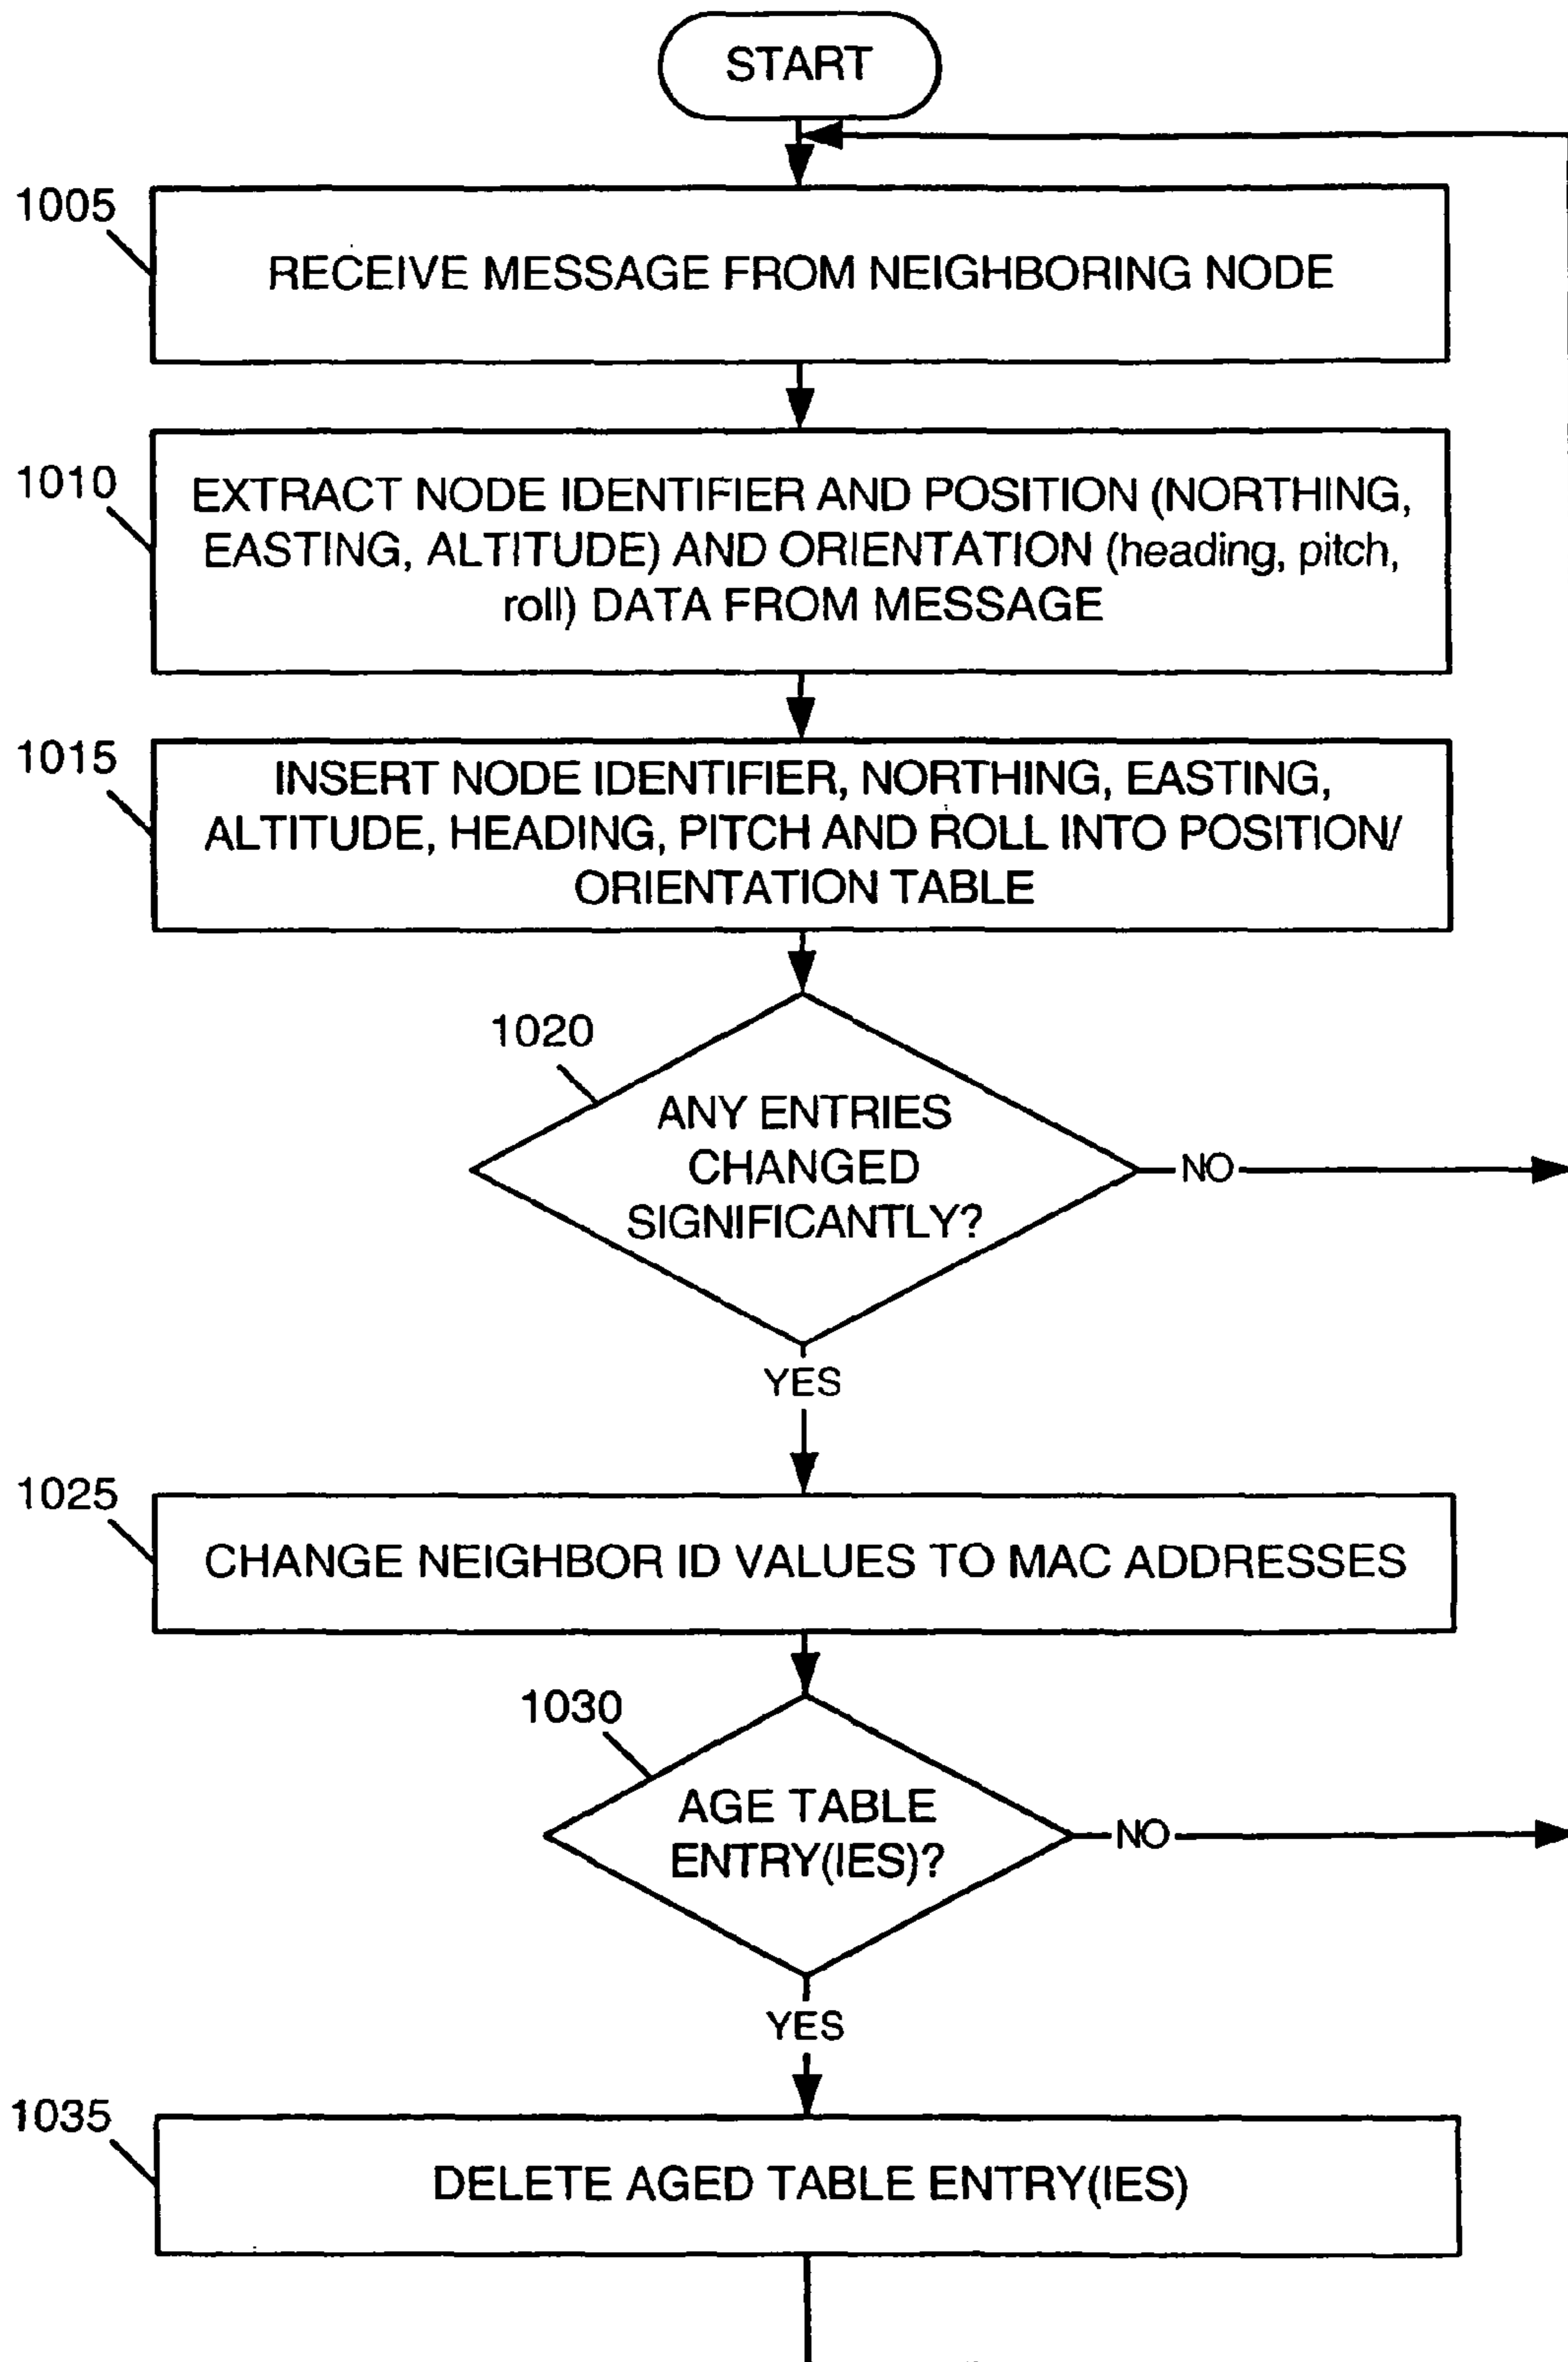 START
1005
RECEIVE MESSAGE FROM NEIGHBORING NODE
1010
EXTRACT NODE IDENTIFIER AND POSITION (NORTHING,
EASTING, ALTITUDE) AND ORIENTATION (heading, pitch,
roll) DATA FROM MESSAGE
1015
INSERT NODE IDENTIFIER, NORTHING, EASTING,
ALTITUDE, HEADING, PITCH AND ROLL INTO POSITION/
ORIENTATION TABLE
1020
ANY ENTRIES
CHANGED
SIGNIFICANTLY?
NO
YES
1025
CHANGE NEIGHBOR ID VALUES TO MAC ADDRESSES
1030
AGE TABLE
ENTRY(IES)?
NO
YES
1035
DELETE AGED TABLE ENTRY(IES)